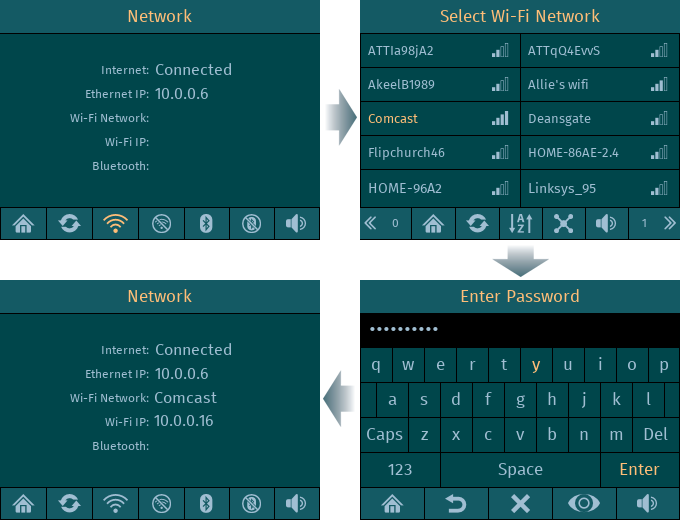 Network
Internet: Connected
Ethernet IP: 10.0.0.6
Wi-Fi Network:
Wi-Fi IP:
Bluetooth:
Select Wi-Fi Network
ATTIa98jA2 ATTqQ4EvvS
AkeelB1989 Allie's wifi
Comcast Deansgate
Flipchurch46 HOME-86AE-2.4
HOME-96A2 Linksys_95
0 A Z 1
Enter Password
q w e r t y u i o p
a s d f g h j k l
Caps z x c v b n m Del
123 Space Enter
Network
Internet: Connected
Ethernet IP: 10.0.0.6
Wi-Fi Network: Comcast
Wi-Fi IP: 10.0.0.16
Bluetooth: